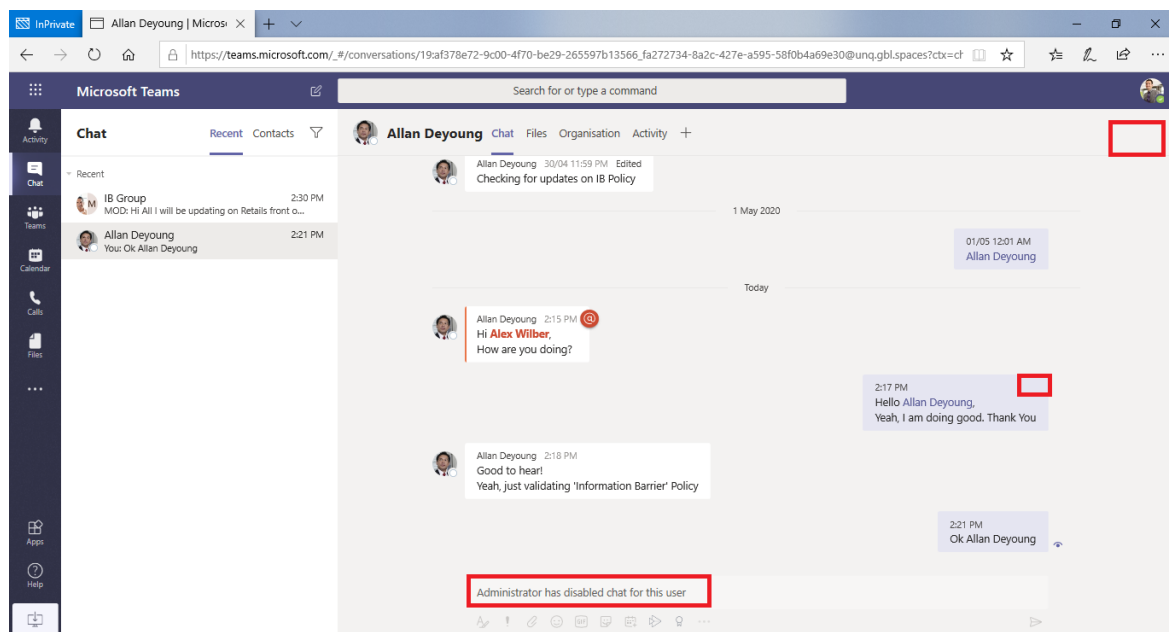 InPrivate
Allan Deyoung | Micros
https://teams.microsoft.com/_#/conversations/19:af378e72-9c00-4f70-be29-265597b13566_fa272734-8a2c-427e-a595-58f0b4a69e30@unq.gbl.spaces?ctx=ch
Microsoft Teams
Search for or type a command
Activity
Chat
Teams
Calendar
Calls
Files
Apps
Help
Chat
Recent
Contacts
Recent
IB Group 2:30 PM
MOD: Hi All I will be updating on Retails front o...
M
Allan Deyoung 2:21 PM
You: Ok Allan Deyoung
Allan Deyoung Chat Files Organisation Activity
Allan Deyoung 30/04 11:59 PM Edited
Checking for updates on IB Policy
1 May 2020
01/05 12:01 AM
Allan Deyoung
Today
Allan Deyoung 2:15 PM @
Hi Alex Wilber,
How are you doing?
2:17 PM
Hello Allan Deyoung,
Yeah, I am doing good. Thank You
Allan Deyoung 2:18 PM
Good to hear!
Yeah, just validating 'Information Barrier' Policy
2:21 PM
Ok Allan Deyoung
Administrator has disabled chat for this user
GIF